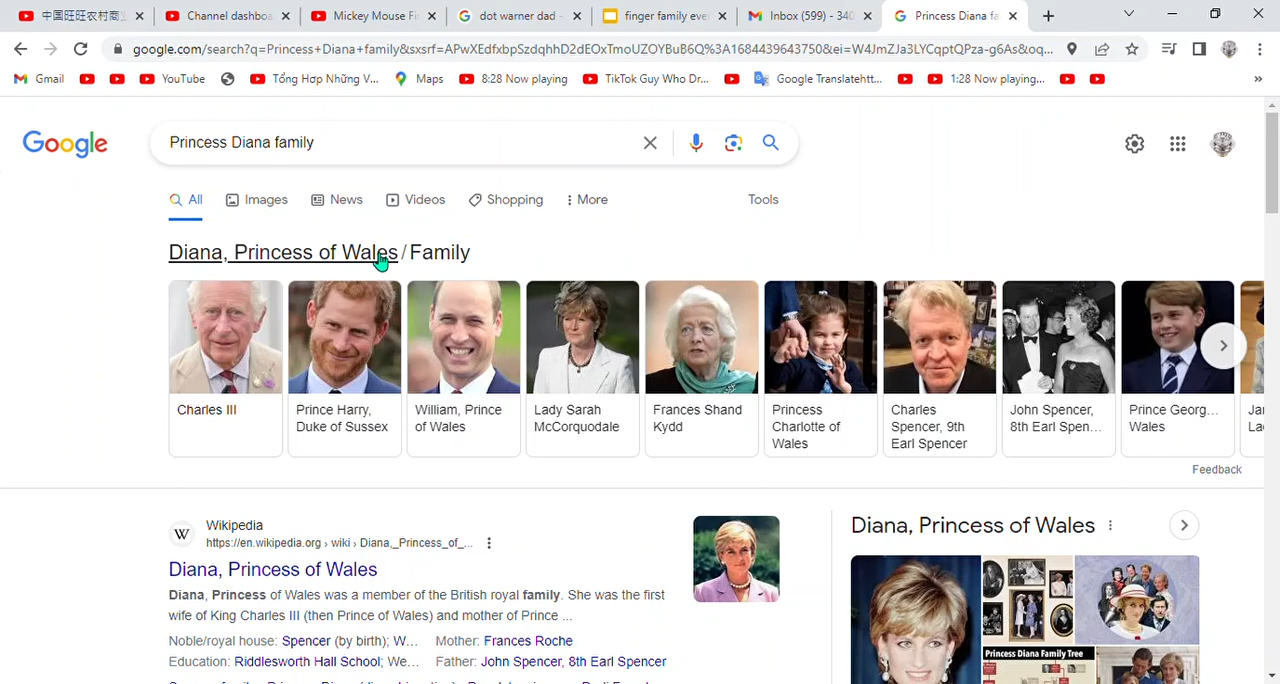 中国旺旺农村商
Channel dashboa
Mickey Mouse Fi
dot warner dad -
finger family eve
Inbox (599) - 340
Princess Diana fa
google.com/search?q=Princess+Diana+family&sxsrf=APwXEdfxbpSzdqhhD2dEOxTmoUZOYBuB6Q%3A1684439643750&ei=W4JmZJa3LYCqptQPza-g6As&oq...
Gmail
YouTube
Tổng Hợp Những V...
Maps
8:28 Now playing
TikTok Guy Who Dr...
Google Translatehtt...
1:28 Now playing...
»
Google
Princess Diana family
All
Images
News
Videos
Shopping
More
Tools
Diana, Princess of Wales / Family
Charles III
Prince Harry,
Duke of Sussex
William, Prince
of Wales
Lady Sarah
McCorquodale
Frances Shand
Kydd
Princess
Charlotte of
Wales
Charles
Spencer, 9th
Earl Spencer
John Spencer,
8th Earl Spen...
Prince Georg...
Wales
Feedback
W
Wikipedia
https://en.wikipedia.org › wiki › Diana,_Princess_of_...
Diana, Princess of Wales
Diana, Princess of Wales was a member of the British royal family. She was the first
wife of King Charles III (then Prince of Wales) and mother of Prince ...
Noble/royal house: Spencer (by birth); W...
Mother: Frances Roche
Education: Riddlesworth Hall School; We...
Father: John Spencer, 8th Earl Spencer
Diana, Princess of Wales
Princess Diana Family Tree